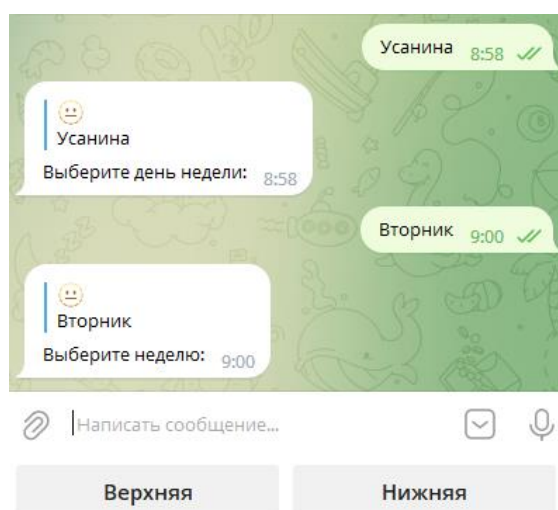 Усанина 8:58
Усанина
Выберите день недели: 8:58
Вторник 9:00
Вторник
Выберите неделю: 9:00
Написать сообщение...
Верхняя Нижняя